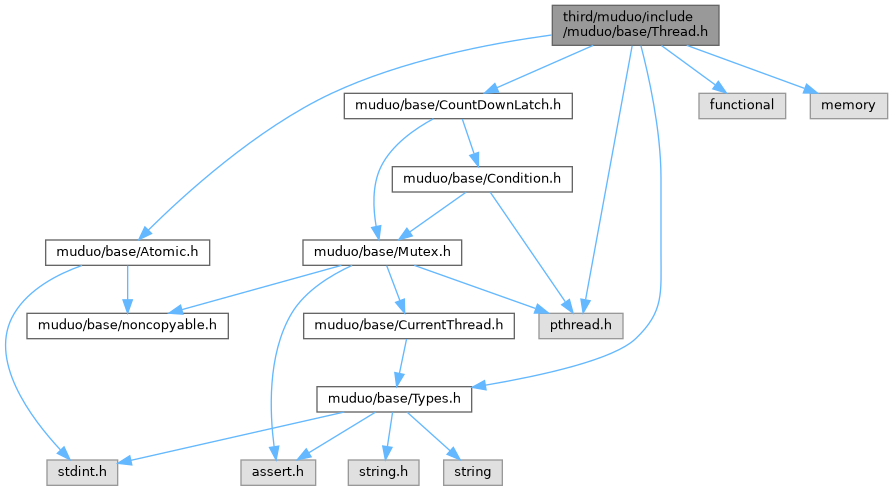 third/muduo/include
/muduo/base/Thread.h
muduo/base/CountDownLatch.h
functional
memory
muduo/base/Condition.h
muduo/base/Atomic.h
muduo/base/Mutex.h
muduo/base/noncopyable.h
muduo/base/CurrentThread.h
pthread.h
muduo/base/Types.h
stdint.h
assert.h
string.h
string